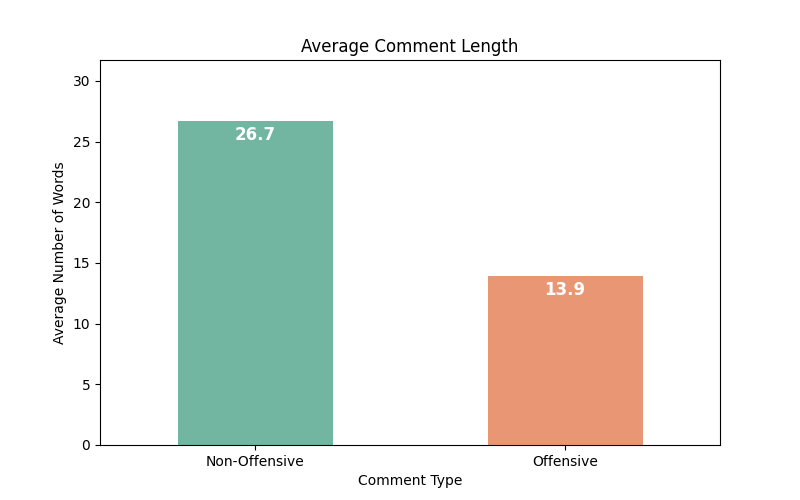 Average Comment Length
Average Number of Words
30
25
20
15
10
5
0
26.7
13.9
Non-Offensive
Offensive
Comment Type